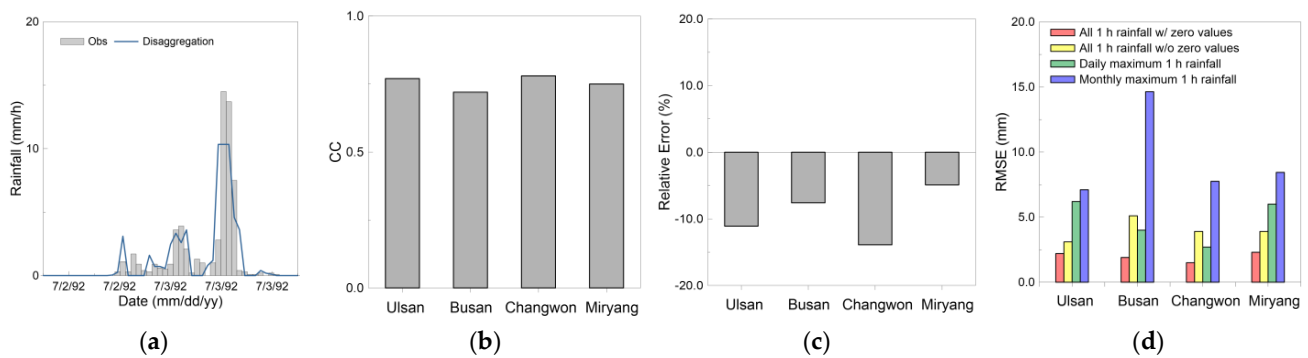 20
10
0
Rainfall (mm/h)
Obs
Disaggregation
7/2/92 7/2/92 7/3/92 7/3/92 7/3/92
Date (mm/dd/yy)
(a)
1.0
0.5
0.0
CC
Ulsan Busan Changwon Miryang
(b)
20.0
10.0
0.0
-10.0
-20.0
Relative Error (%)
Ulsan Busan Changwon Miryang
(c)
20.0
15.0
10.0
5.0
0.0
RMSE (mm)
All 1 h rainfall w/ zero values
All 1 h rainfall w/o zero values
Daily maximum 1 h rainfall
Monthly maximum 1 h rainfall
Ulsan Busan Changwon Miryang
(d)